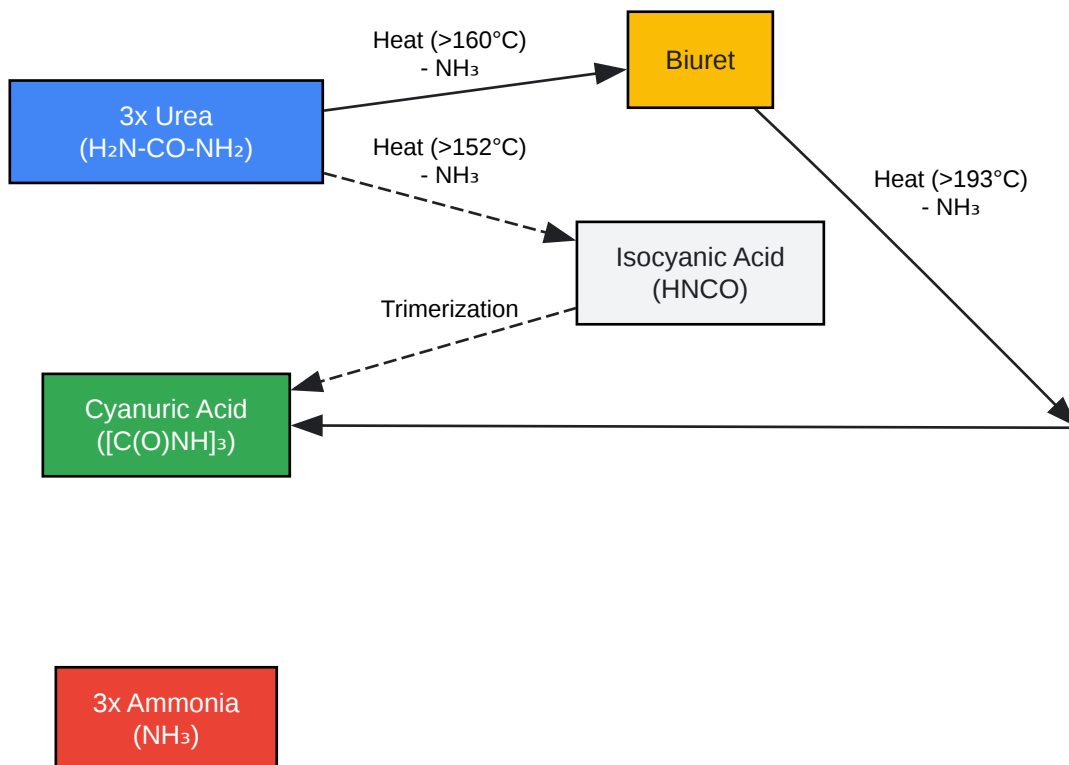 Heat (>160°C)
- NH₃
Biuret
3x Urea
(H₂N-CO-NH₂)
Heat (>152°C)
- NH₃
Heat (>193°C)
- NH₃
Isocyanic Acid
(HNCO)
Trimerization
Cyanuric Acid
([C(O)NH]₃)
3x Ammonia
(NH₃)